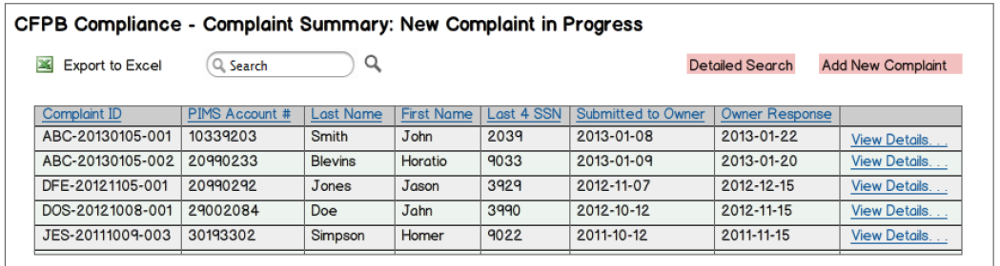 CFPB Compliance - Complaint Summary: New Complaint in Progress
Export to Excel Search Detailed Search Add New Complaint
Complaint ID PIMS Account # Last Name First Name Last 4 SSN Submitted to Owner Owner Response
ABC-20130105-001 10339203 Smith John 2039 2013-01-08 2013-01-22 View Details. . .
ABC-20130105-002 20990233 Blevins Horatio 9033 2013-01-09 2013-01-20 View Details. . .
DFE-20121105-001 20990292 Jones Jason 3929 2012-11-07 2012-12-15 View Details. . .
DOS-20121008-001 29002084 Doe Jahn 3990 2012-10-12 2012-11-15 View Details. . .
JES-20111009-003 30193302 Simpson Homer 9022 2011-10-12 2011-11-15 View Details. . .